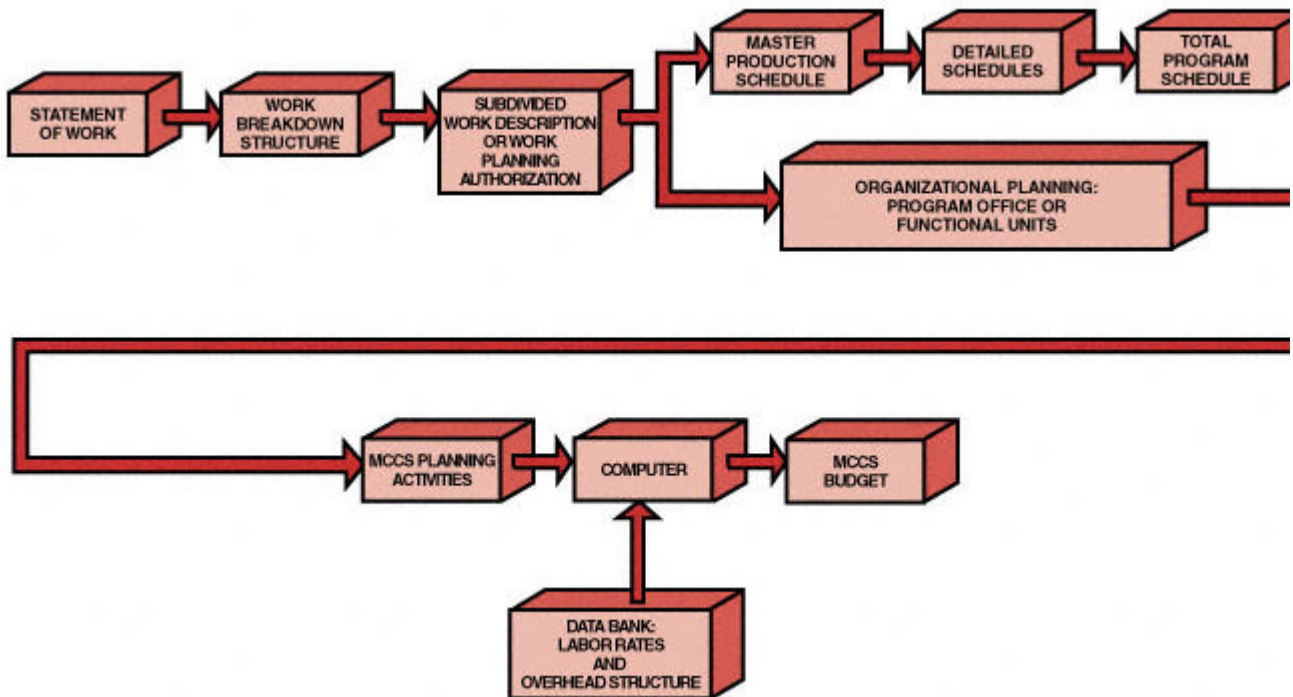 STATEMENT
OF WORK
WORK
BREAKDOWN
STRUCTURE
SUBDIVIDED
WORK DESCRIPTION
OR WORK
PLANNING
AUTHORIZATION
MASTER
PRODUCTION
SCHEDULE
DETAILED
SCHEDULES
TOTAL
PROGRAM
SCHEDULE
ORGANIZATIONAL PLANNING:
PROGRAM OFFICE OR
FUNCTIONAL UNITS
MCCS PLANNING
ACTIVITIES
COMPUTER
MCCS
BUDGET
DATA BANK:
LABOR RATES
AND
OVERHEAD STRUCTURE